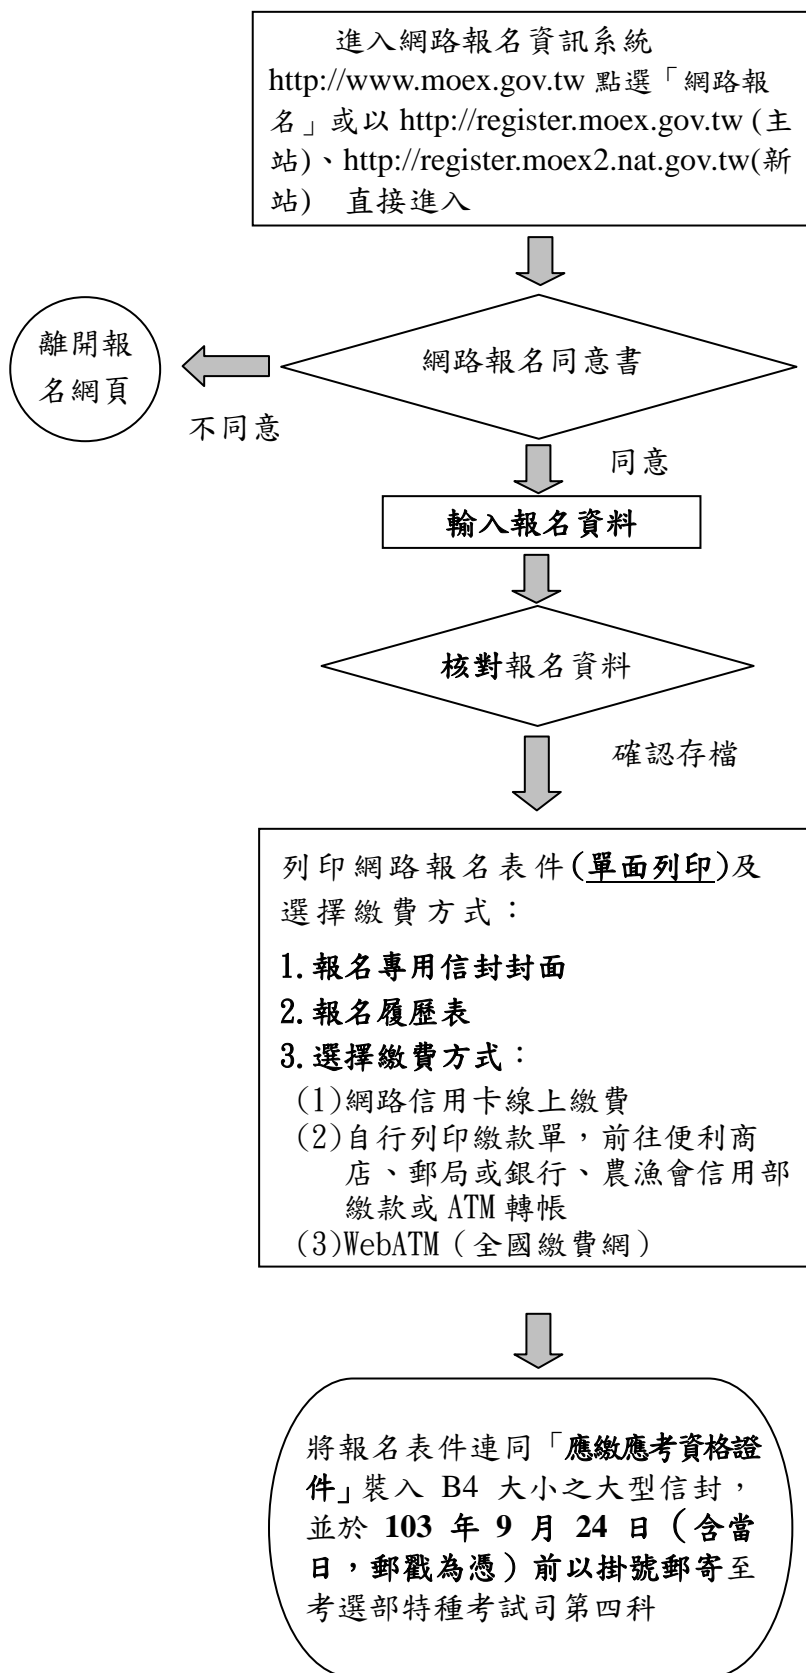 進入網路報名資訊系統
http://www.moex.gov.tw 點選「網路報
名」或以 http://register.moex.gov.tw (主
站)、http://register.moex2.nat.gov.tw(新
站) 直接進入
網路報名同意書
離開報
名網頁
不同意
同意
輸入報名資料
核對報名資料
確認存檔
列印網路報名表件(單面列印)及
選擇繳費方式：
1.報名專用信封封面
2.報名履歷表
3.選擇繳費方式：
(1)網路信用卡線上繳費
(2)自行列印繳款單，前往便利商
店、郵局或銀行、農漁會信用部
繳款或 ATM 轉帳
(3)WebATM（全國繳費網）
將報名表件連同「應繳應考資格證
件」裝入 B4 大小之大型信封，
並於 103 年 9 月 24 日（含當
日，郵戳為憑）前以掛號郵寄至
考選部特種考試司第四科